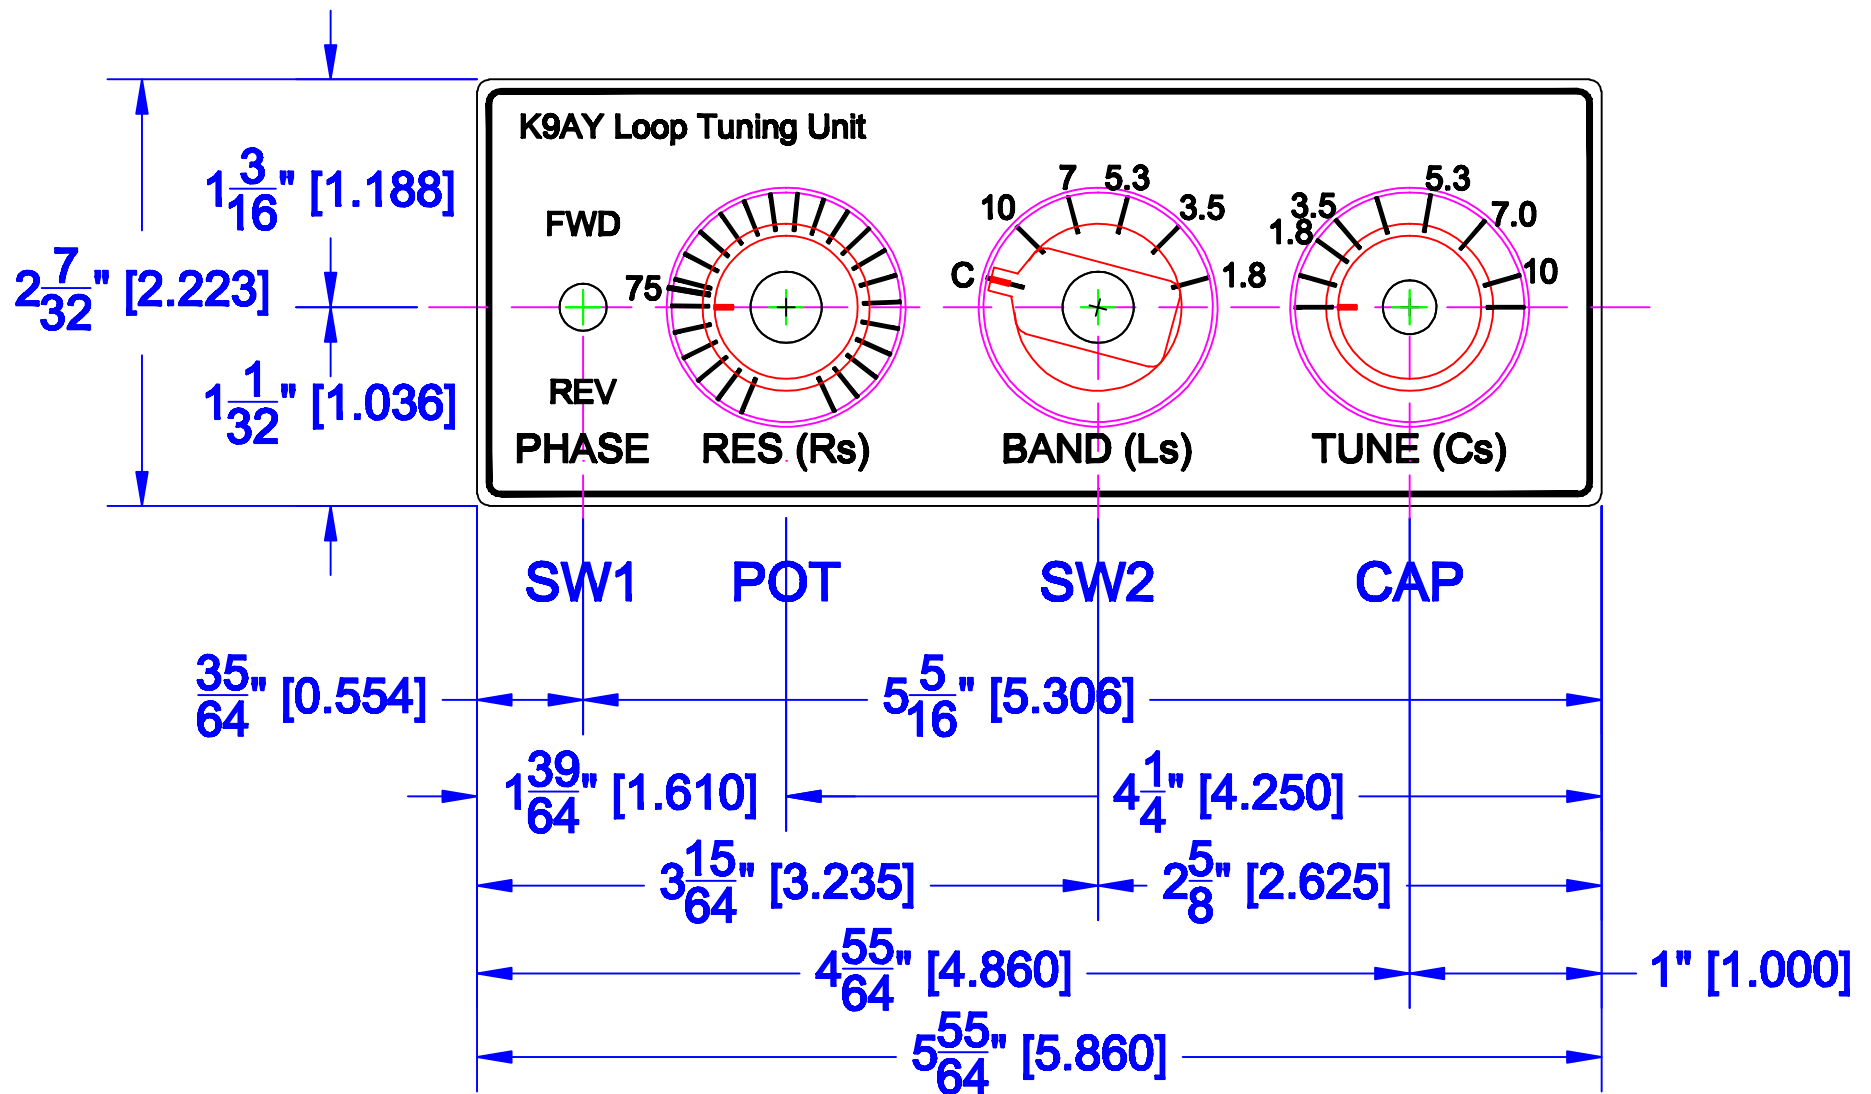 K9AY Loop Tuning Unit
1 3/16" [1.188]
2 7/32" [2.223]
1 1/32" [1.036]
FWD
REV
PHASE
75
RES (Rs)
C
10
7
5.3
3.5
1.8
BAND (Ls)
1.8
3.5
5.3
7.0
10
TUNE (Cs)
SW1 POT SW2 CAP
35/64" [0.554] 5 5/16" [5.306]
1 39/64" [1.610] 4 1/4" [4.250]
3 15/64" [3.235] 2 5/8" [2.625]
4 55/64" [4.860] 1" [1.000]
5 55/64" [5.860]